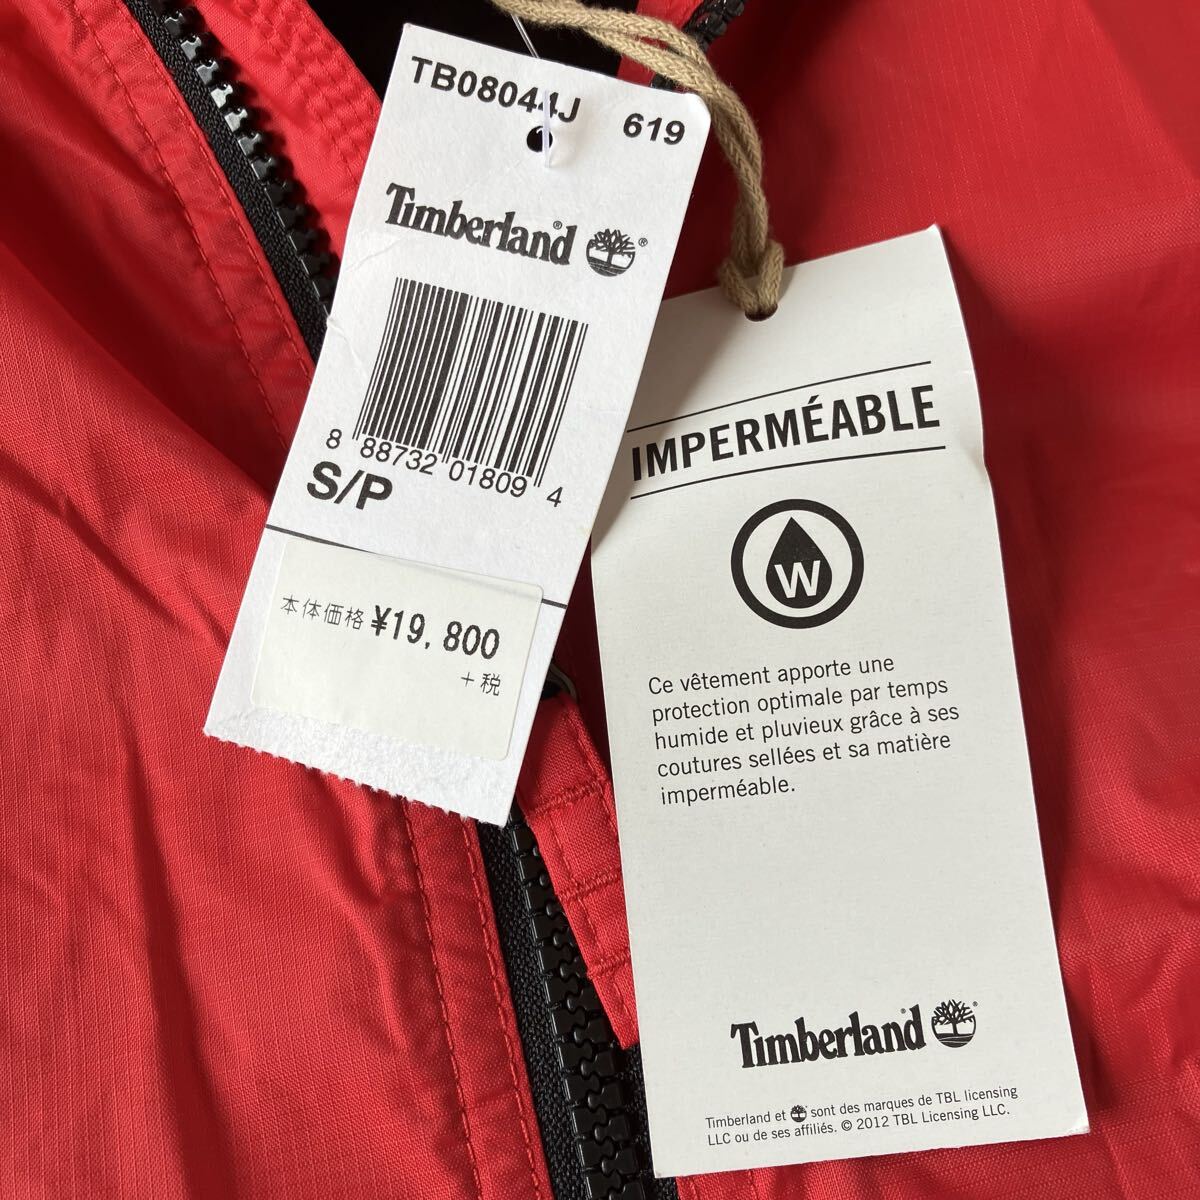 TB08044J 619
Timberland®
8 88732 01809 4
S/P
本体価格 ¥19,800
+税
IMPERMÉABLE
W
Ce vêtement apporte une
protection optimale par temps
humide et pluvieux grâce à ses
coutures sellées et sa matière
imperméable.
Timberland®
Timberland et ® sont des marques de TBL licensing
LLC ou de ses affiliés. © 2012 TBL Licensing LLC.